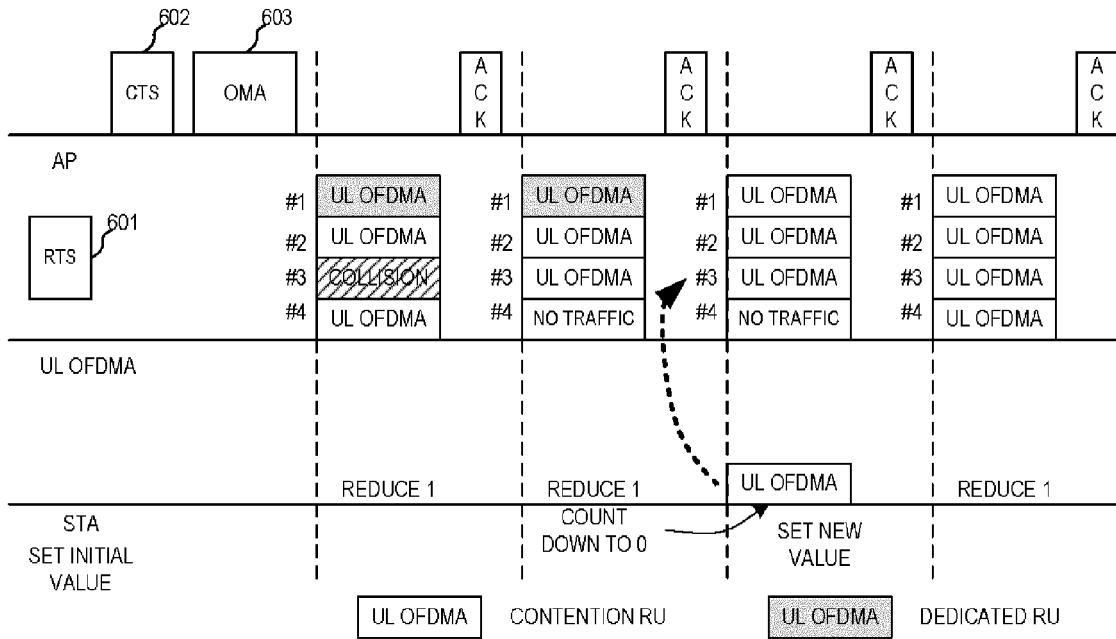 602
603
CTS
OMA
A
C
K
A
C
K
A
C
K
A
C
K
AP
601
RTS
#1
UL OFDMA
#2
UL OFDMA
#3
COLLISION
#4
UL OFDMA
#1
UL OFDMA
#2
UL OFDMA
#3
UL OFDMA
#4
NO TRAFFIC
#1
UL OFDMA
#2
UL OFDMA
#3
UL OFDMA
#4
NO TRAFFIC
#1
UL OFDMA
#2
UL OFDMA
#3
UL OFDMA
#4
UL OFDMA
UL OFDMA
REDUCE 1
REDUCE 1
UL OFDMA
REDUCE 1
STA
SET INITIAL
VALUE
COUNT
DOWN TO 0
SET NEW
VALUE
UL OFDMA
CONTENTION RU
UL OFDMA
DEDICATED RU